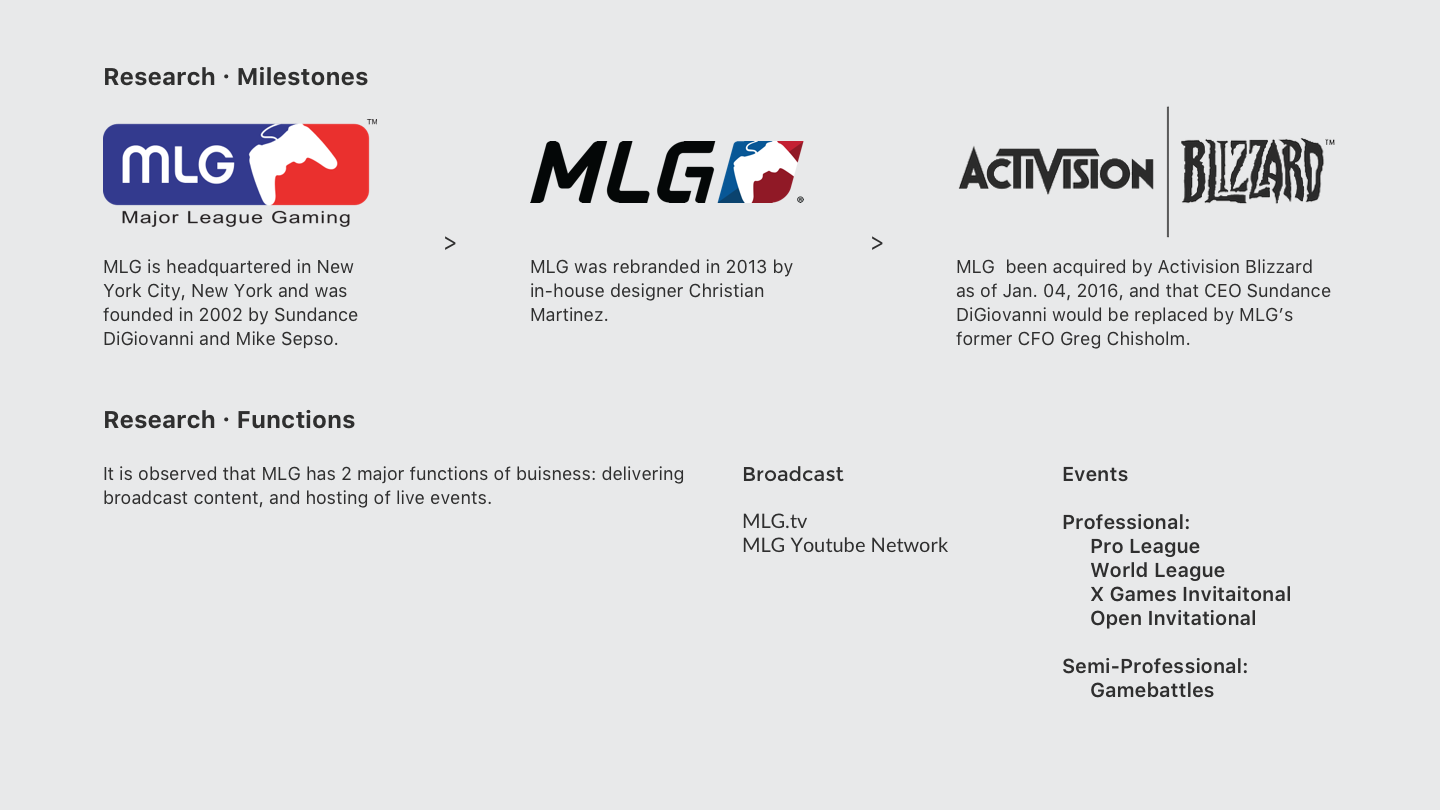 Research · Milestones
MLG
TM
Major League Gaming
MLG is headquartered in New
York City, New York and was
founded in 2002 by Sundance
DiGiovanni and Mike Sepso.
>
MLG
®
MLG was rebranded in 2013 by
in-house designer Christian
Martinez.
>
ACTIVISION
BLIZZARD
TM
MLG  been acquired by Activision Blizzard
as of Jan. 04, 2016, and that CEO Sundance
DiGiovanni would be replaced by MLG’s
former CFO Greg Chisholm.
Research · Functions
It is observed that MLG has 2 major functions of buisness: delivering
broadcast content, and hosting of live events.
Broadcast
MLG.tv
MLG Youtube Network
Events
Professional:
Pro League
World League
X Games Invitaitonal
Open Invitational
Semi-Professional:
Gamebattles